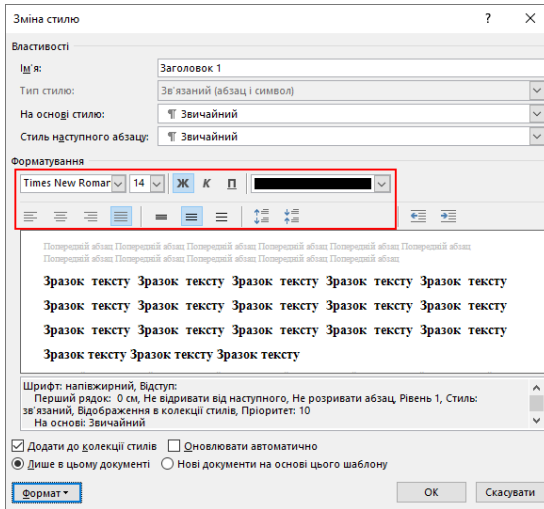 Зміна стилю ? ×
Властивості
Ім'я: Заголовок 1
Тип стилю: Зв'язаний (абзац і символ)
На основі стилю: ¶ Звичайний
Стиль наступного абзацу: ¶ Звичайний
Форматування
Times New Romar 14 Ж К П
Попередній абзац Попередній абзац Попередній абзац Попередній абзац Попередній абзац Попередній абзац
Попередній абзац Попередній абзац Попередній абзац Попередній абзац Попередній абзац
Зразок тексту Зразок тексту Зразок тексту Зразок тексту Зразок тексту
Зразок тексту Зразок тексту Зразок тексту Зразок тексту Зразок тексту
Зразок тексту Зразок тексту Зразок тексту Зразок тексту Зразок тексту
Зразок тексту Зразок тексту Зразок тексту
Шрифт: напівжирний, Відступ:
Перший рядок: 0 см, Не відривати від наступного, Не розривати абзац, Рівень 1, Стиль:
зв'язаний, Відображення в колекції стилів, Пріоритет: 10
На основі: Звичайний
Додати до колекції стилів Оновлювати автоматично
Лише в цьому документі Нові документи на основі цього шаблону
Формат ОК Скасувати